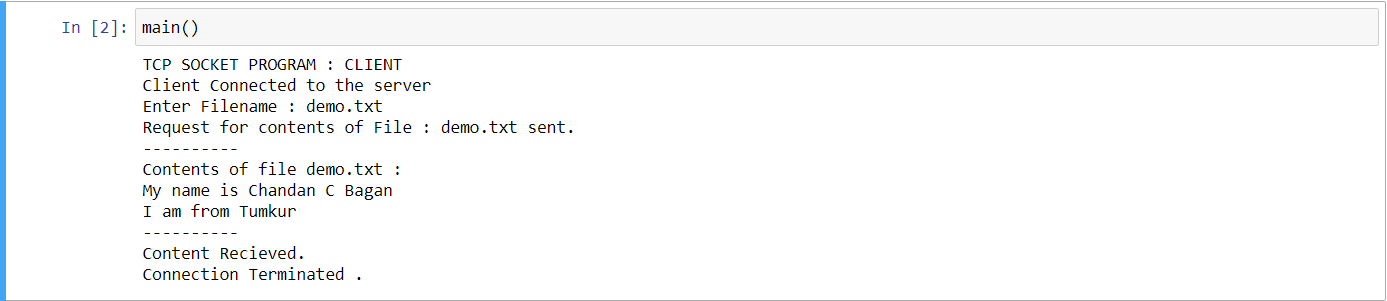 In [2]: main()
TCP SOCKET PROGRAM : CLIENT
Client Connected to the server
Enter Filename : demo.txt
Request for contents of File : demo.txt sent.
----------
Contents of file demo.txt :
My name is Chandan C Bagan
I am from Tumkur
----------
Content Recieved.
Connection Terminated .